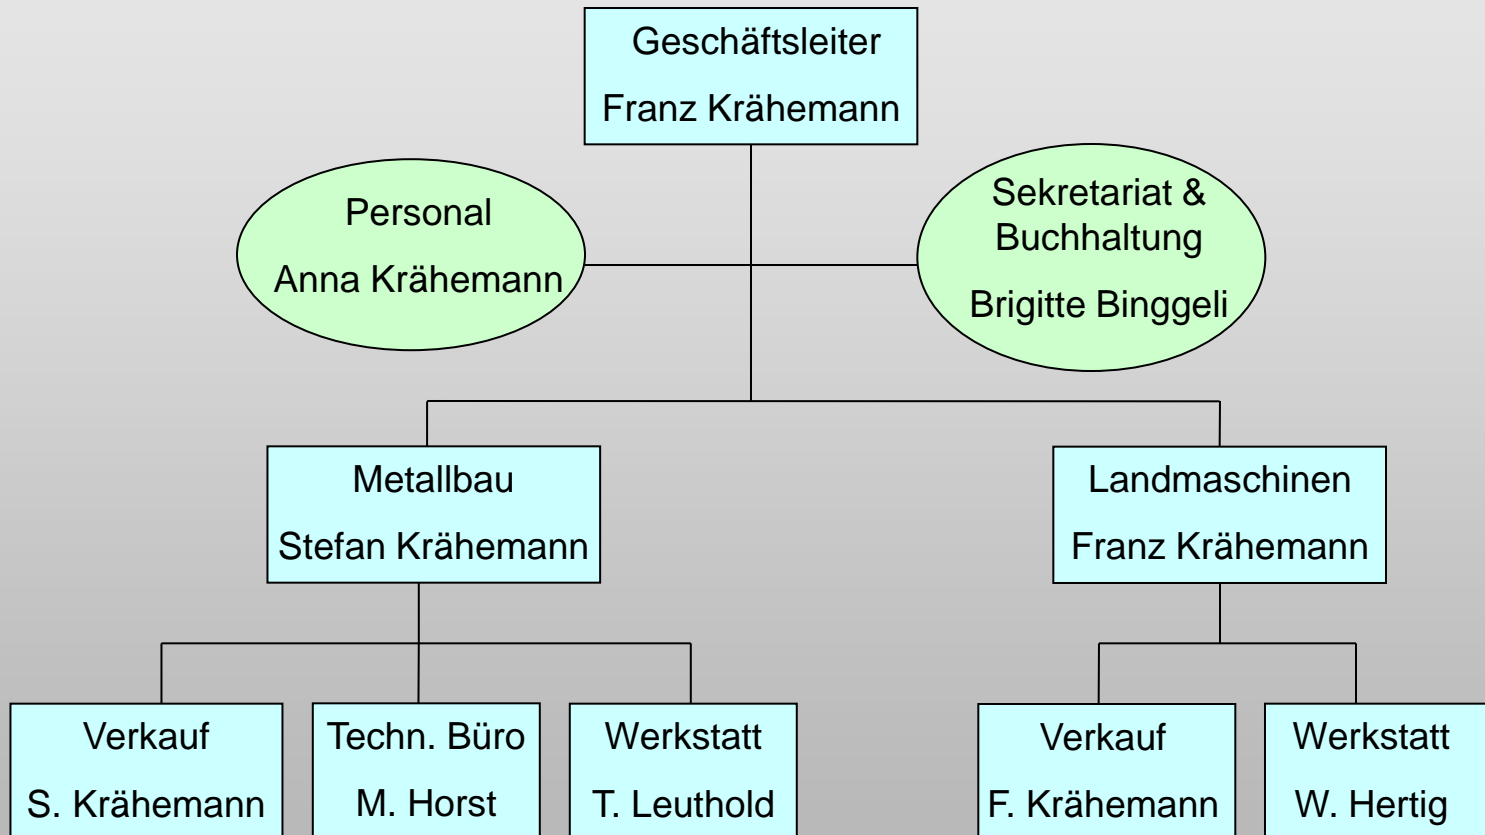 Geschäftsleiter
Franz Krähemann
Personal
Anna Krähemann
Sekretariat &
Buchhaltung
Brigitte Binggeli
Metallbau
Stefan Krähemann
Landmaschinen
Franz Krähemann
Verkauf
S. Krähemann
Techn. Büro
M. Horst
Werkstatt
T. Leuthold
Verkauf
F. Krähemann
Werkstatt
W. Hertig